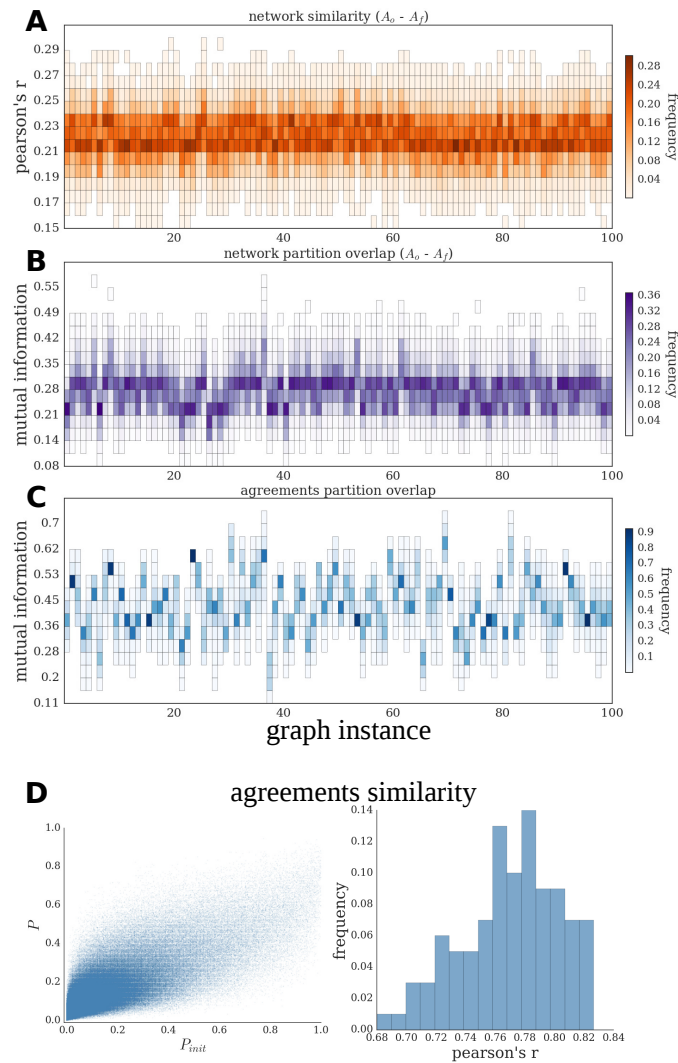 A
network similarity (A_o - A_f)
0.29
0.27
0.25
0.23
0.21
0.19
0.17
0.15
pearson's r
20 40 60 80 100
0.28
0.24
0.20
0.16
0.12
0.08
0.04
frequency
B
network partition overlap (A_o - A_f)
0.55
0.49
0.42
0.35
0.28
0.21
0.14
0.08
mutual information
20 40 60 80 100
0.36
0.32
0.28
0.24
0.20
0.16
0.12
0.08
0.04
frequency
C
agreements partition overlap
0.7
0.62
0.53
0.45
0.36
0.28
0.2
0.11
mutual information
20 40 60 80 100
0.9
0.8
0.7
0.6
0.5
0.4
0.3
0.2
0.1
frequency
graph instance
D
agreements similarity
1.0
0.8
0.6
0.4
0.2
0.0
P
0.0 0.2 0.4 0.6 0.8 1.0
P_init
0.14
0.12
0.10
0.08
0.06
0.04
0.02
0.00
frequency
0.68 0.70 0.72 0.74 0.76 0.78 0.80 0.82 0.84
pearson's r